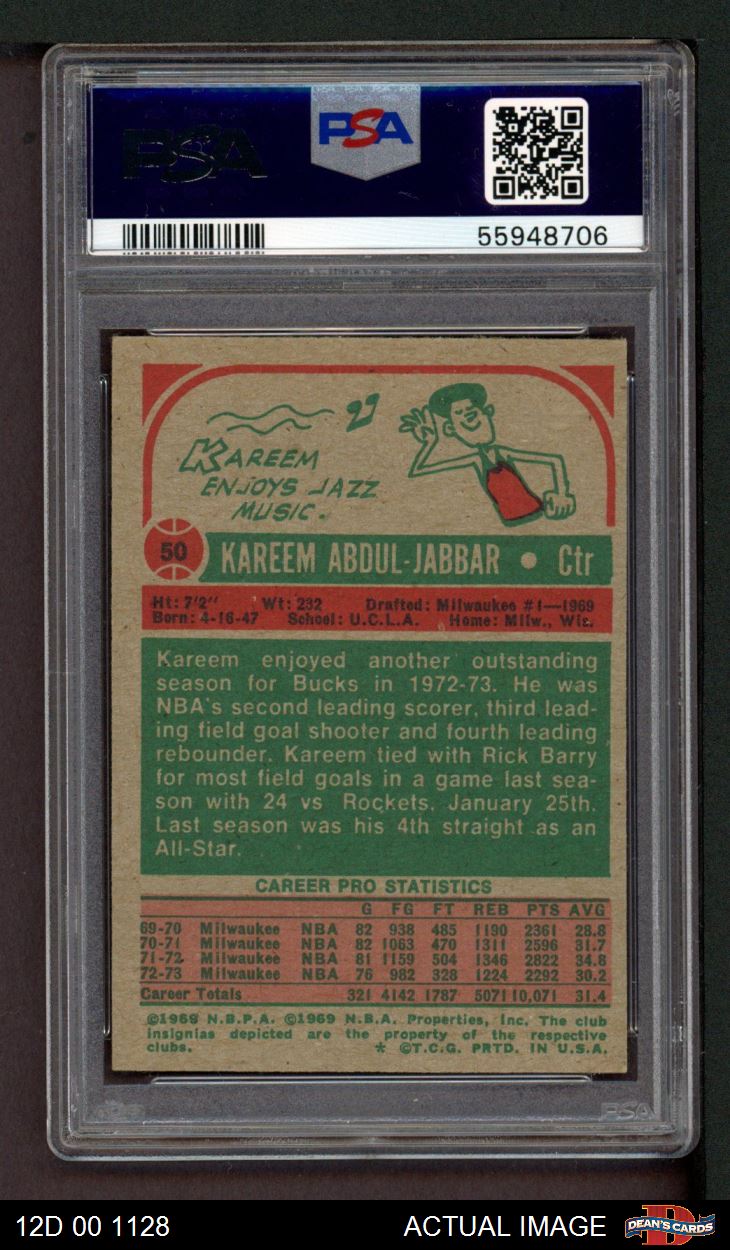 PSA
PSA
55948706
KAREEM
ENJOYS JAZZ
MUSIC.
50
KAREEM ABDUL-JABBAR • Ctr
Ht: 7'2" Wt: 232 Drafted: Milwaukee #1—1969
Born: 4-16-47 School: U.C.L.A. Home: Milw., Wis.
Kareem enjoyed another outstanding
season for Bucks in 1972-73. He was
NBA's second leading scorer, third lead-
ing field goal shooter and fourth leading
rebounder. Kareem tied with Rick Barry
for most field goals in a game last sea-
son with 24 vs Rockets, January 25th.
Last season was his 4th straight as an
All-Star.
CAREER PRO STATISTICS
G FG FT REB PTS AVG
69-70 Milwaukee NBA 82 938 485 1190 2361 28.8
70-71 Milwaukee NBA 82 1063 470 1311 2596 31.7
71-72 Milwaukee NBA 81 1159 504 1346 2822 34.8
72-73 Milwaukee NBA 76 982 328 1224 2292 30.2
Career Totals 321 4142 1787 5071 10,071 31.4
©1969 N.B.P.A. ©1969 N.B.A. Properties, Inc. The club
insignias depicted are the property of the respective
clubs. * ©T.C.G. PRTD. IN U.S.A.
PSA
12D 00 1128 ACTUAL IMAGE DEAN'S CARDS